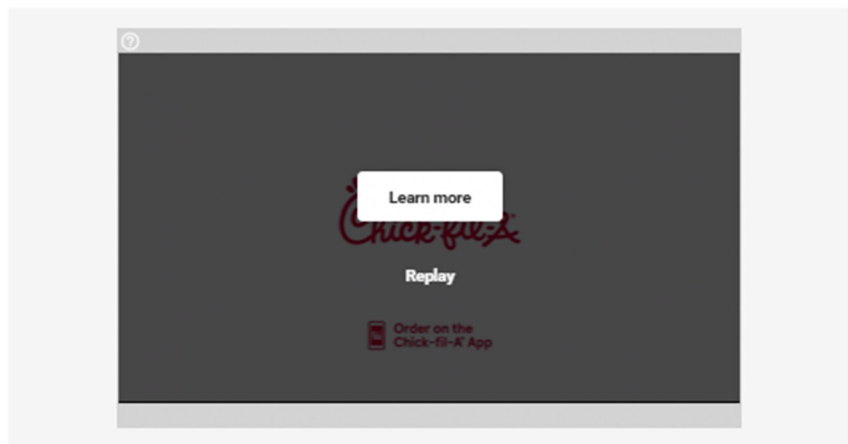 Learn more
Chick-fil-A
Replay
Order on the
Chick-fil-A® App